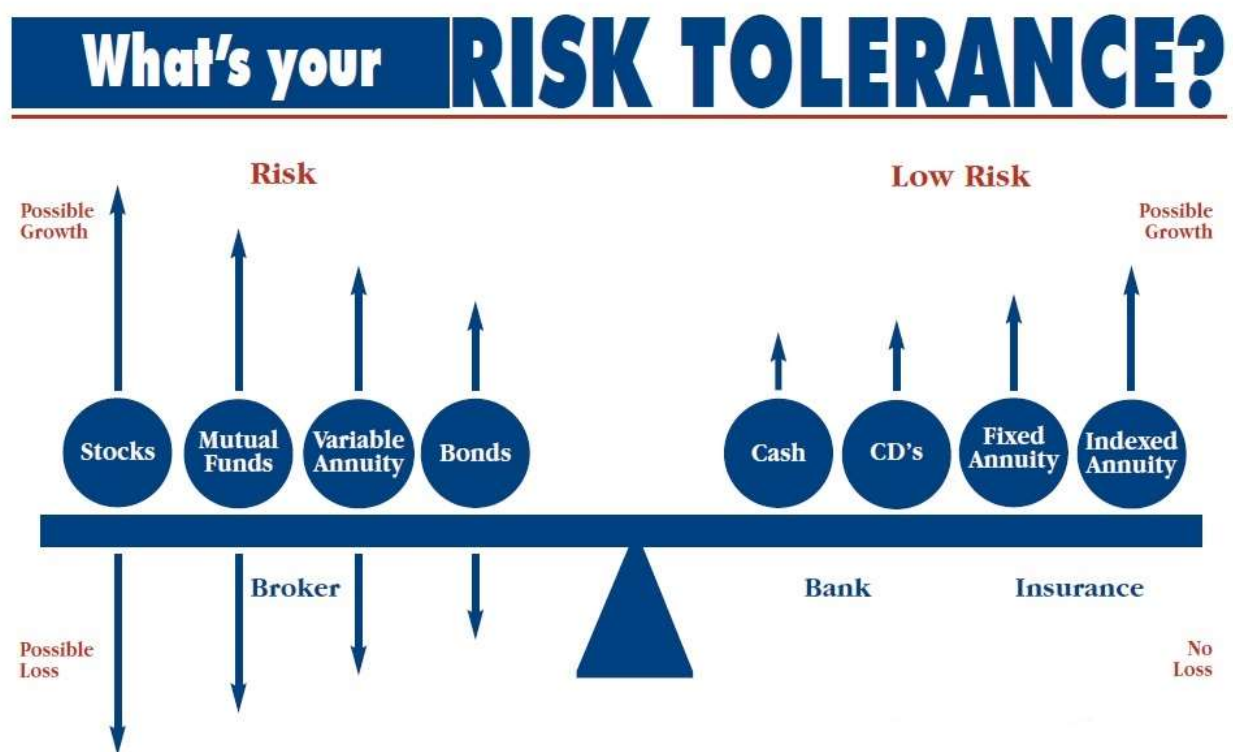 What's your RISK TOLERANCE?
Risk
Low Risk
Possible
Growth
Possible
Growth
Stocks
Mutual
Funds
Variable
Annuity
Bonds
Cash
CD's
Fixed
Annuity
Indexed
Annuity
Broker
Bank
Insurance
Possible
Loss
No
Loss